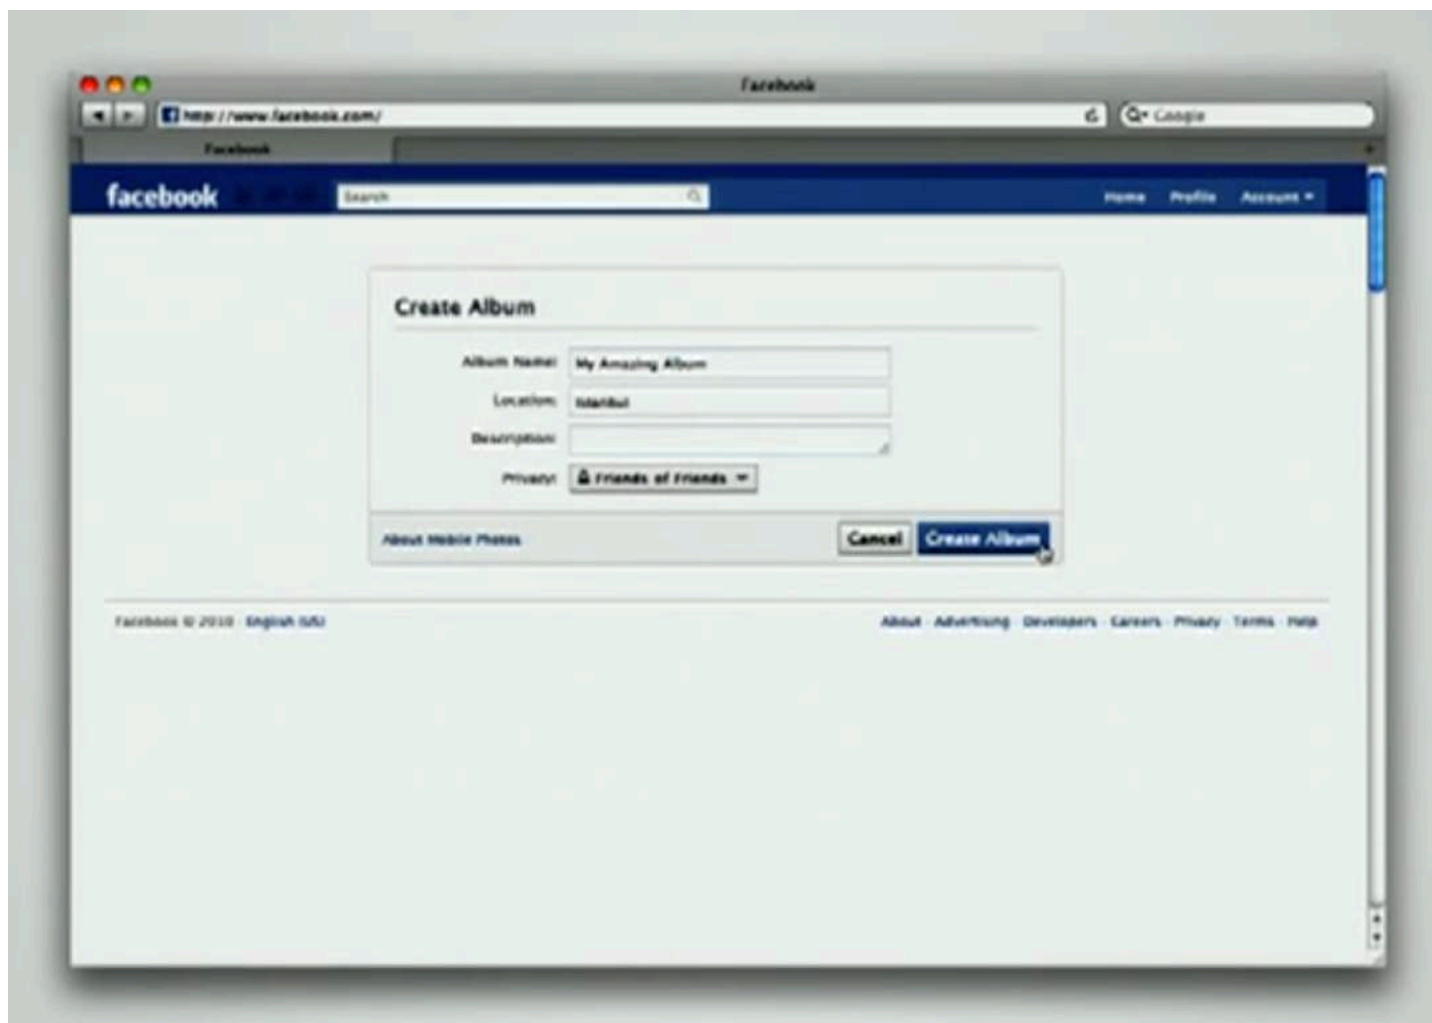 Facebook
http://www.facebook.com/
Google
Facebook
facebook
Search
Home Profile Account
Create Album
Album Name: My Amazing Album
Location: Istanbul
Description:
Privacy: Friends of Friends
About Mobile Photos
Cancel Create Album
Facebook © 2010 · English (US)
About · Advertising · Developers · Careers · Privacy · Terms · Help